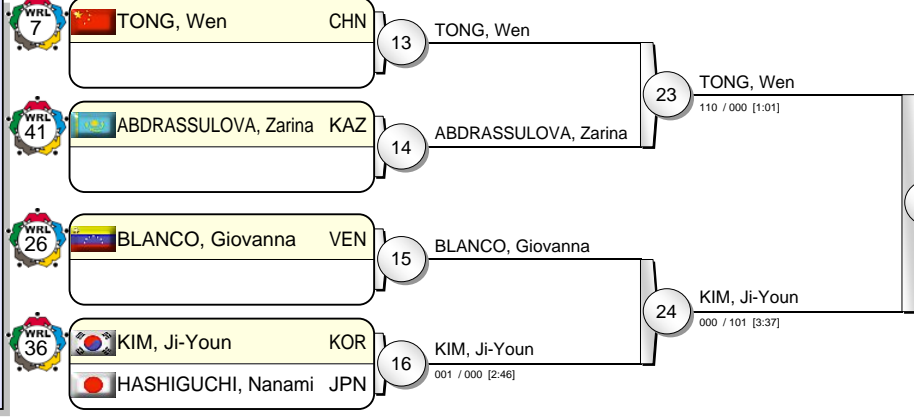 WRL 7 TONG, Wen CHN
13 TONG, Wen
23 TONG, Wen
110 / 000 [1:01]
WRL 41 ABDRASSULOVA, Zarina KAZ
14 ABDRASSULOVA, Zarina
WRL 26 BLANCO, Giovanna VEN
15 BLANCO, Giovanna
24 KIM, Ji-Youn
000 / 101 [3:37]
WRL 36 KIM, Ji-Youn KOR
16 KIM, Ji-Youn
001 / 000 [2:46]
HASHIGUCHI, Nanami JPN